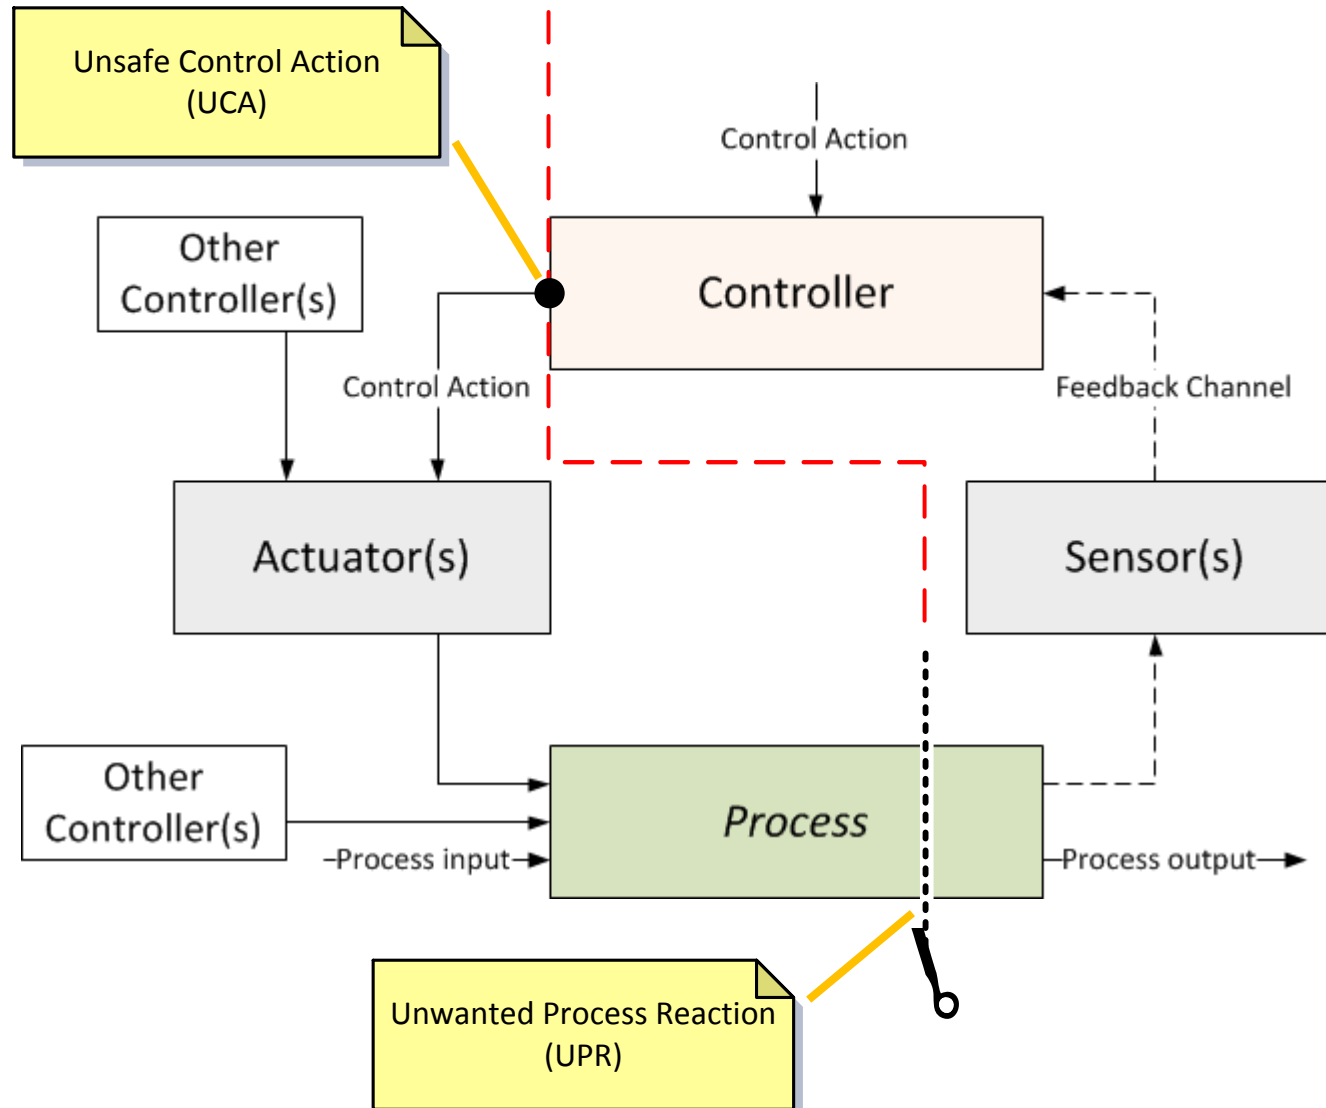 Unsafe Control Action
(UCA)
Control Action
Other
Controller(s)
Controller
Control Action
Feedback Channel
Actuator(s)
Sensor(s)
Other
Controller(s)
Process
Process input
Process output
Unwanted Process Reaction
(UPR)